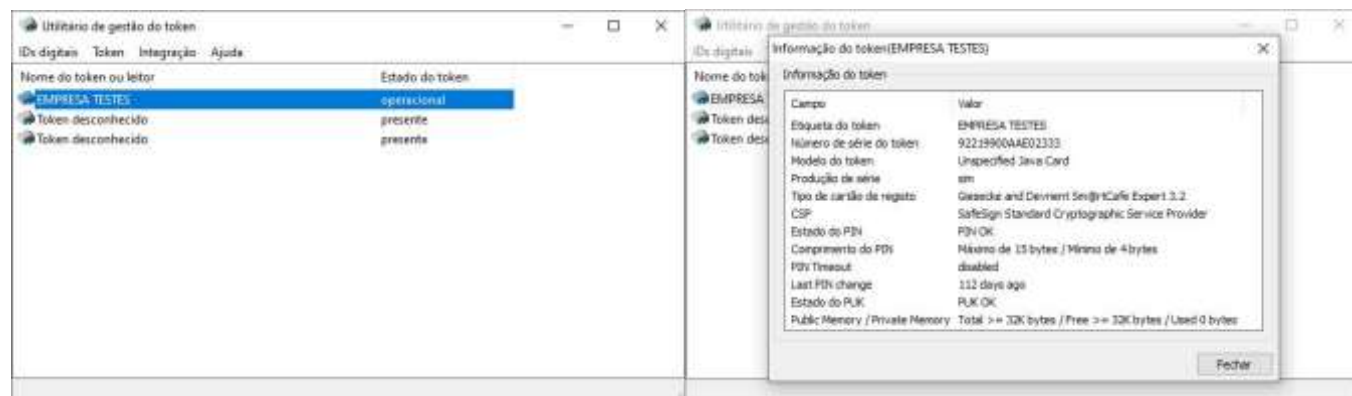 Utilitário de gestão do token
IDs digitais Token Integração Ajuda
Nome do token ou leitor Estado do token
EMPRESA TESTES operacional
Token desconhecido presente
Token desconhecido presente
Utilitário de gestão do token
IDs digitais
Nome do tok
EMPRESA
Token desc
Token desc
Informação do token(EMPRESA TESTES)
Informação do token
Campo Valor
Etiqueta do token EMPRESA TESTES
Número de série do token 92219900AAE02333
Modelo do token Unspecified Java Card
Produção de série sim
Tipo de cartão de registo Giesecke and Devrient Sm@rtCafe Expert 3.2
CSP SafeSign Standard Cryptographic Service Provider
Estado do PIN PIN OK
Comprimento do PIN Máximo de 15 bytes / Mínimo de 4 bytes
PIN Timeout disabled
Last PIN change 112 days ago
Estado do PUK PUK OK
Public Memory / Private Memory Total >= 32K bytes / Free >= 32K bytes / Used 0 bytes
Fechar